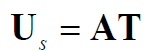 U_s = AT